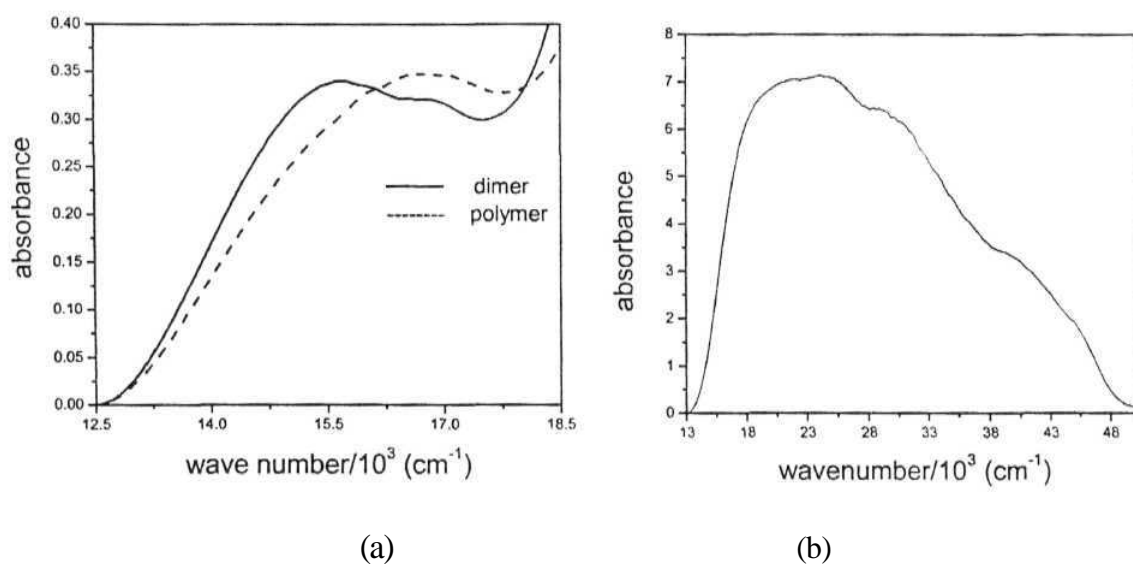 0.40
0.35
0.30
0.25
0.20
0.15
0.10
0.05
0.00
absorbance
12.5 14.0 15.5 17.0 18.5
wave number/10³ (cm⁻¹)
dimer
polymer
(a)
8
7
6
5
4
3
2
1
0
absorbance
13 18 23 28 33 38 43 48
wavenumber/10³ (cm⁻¹)
(b)